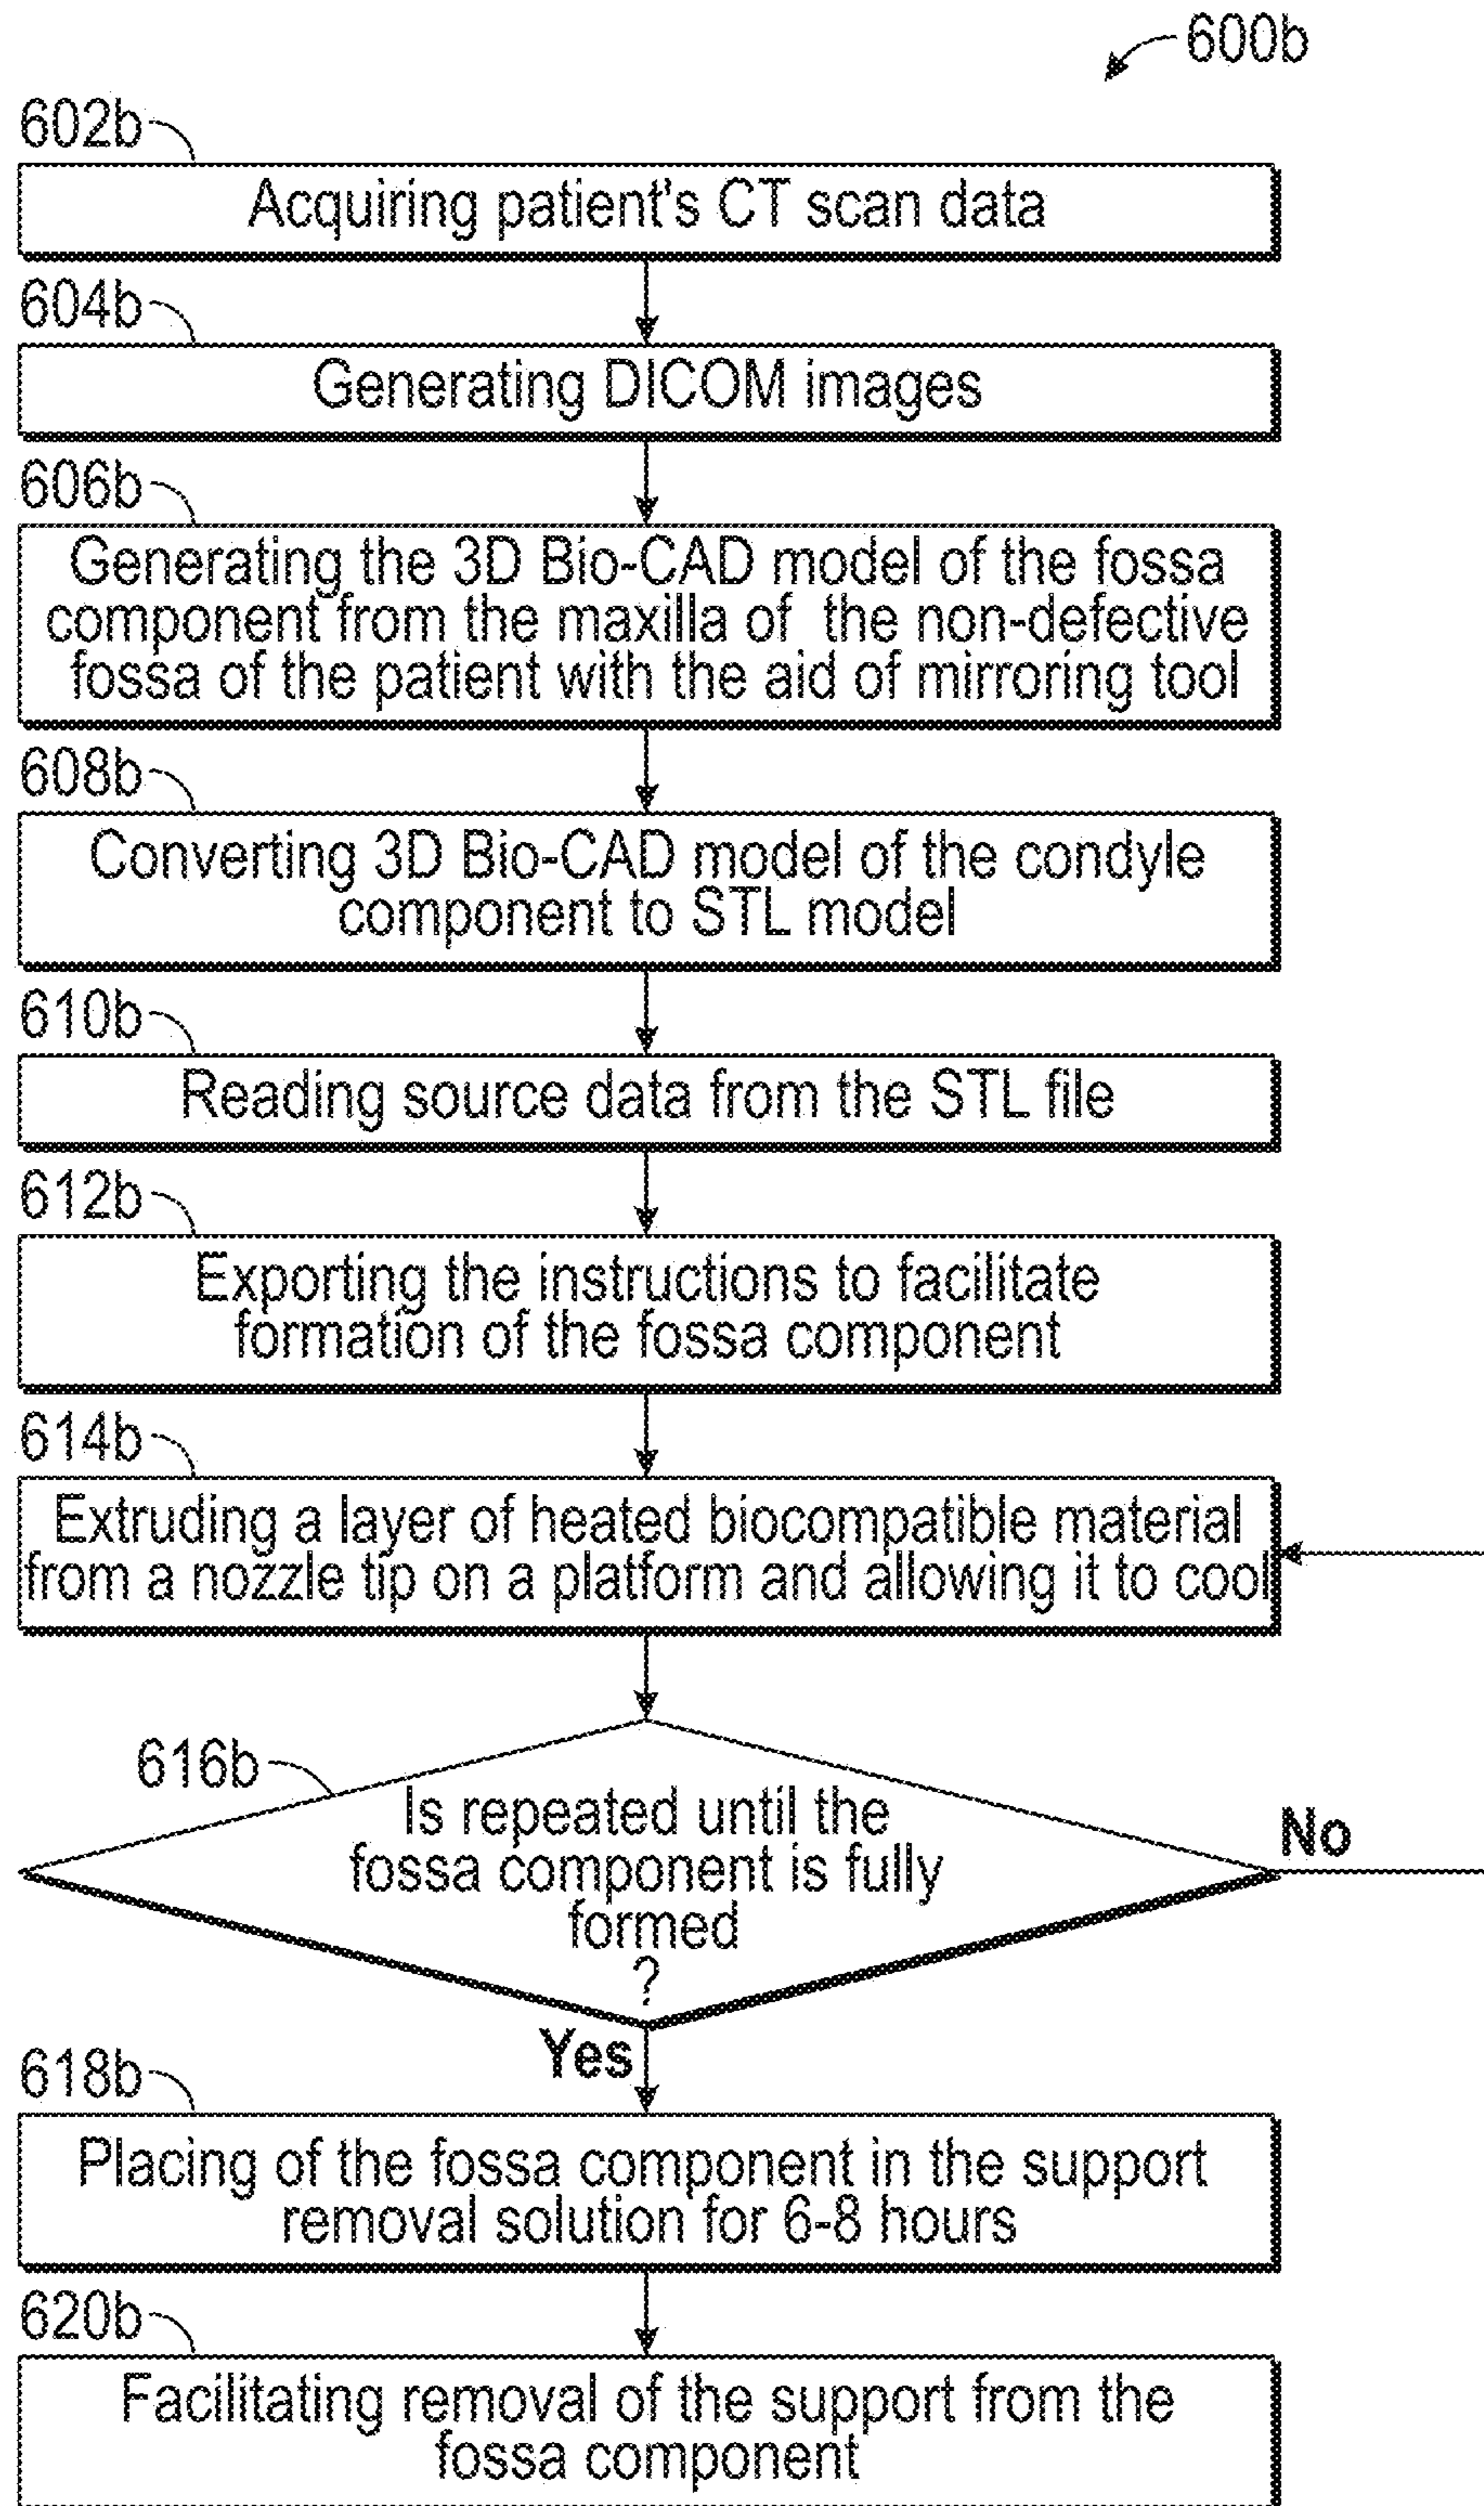 600b
602b
Acquiring patient's CT scan data
604b
Generating DICOM images
606b
Generating the 3D Bio-CAD model of the fossa
component from the maxilla of the non-defective
fossa of the patient with the aid of mirroring tool
608b
Converting 3D Bio-CAD model of the condyle
component to STL model
610b
Reading source data from the STL file
612b
Exporting the instructions to facilitate
formation of the fossa component
614b
Extruding a layer of heated biocompatible material
from a nozzle tip on a platform and allowing it to cool
616b
Is repeated until the
fossa component is fully
formed
?
No
Yes
618b
Placing of the fossa component in the support
removal solution for 6-8 hours
620b
Facilitating removal of the support from the
fossa component